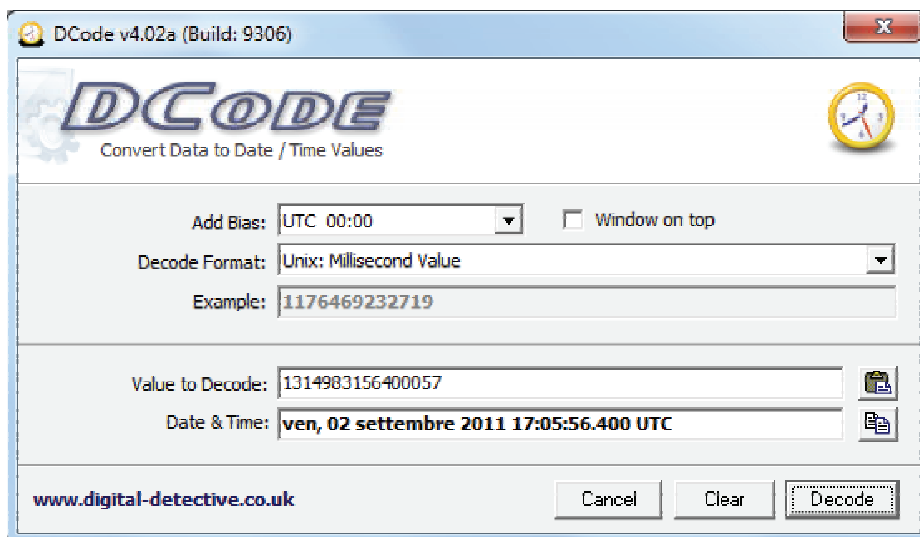 DCode v4.02a (Build: 9306)
DCODE
Convert Data to Date / Time Values
Add Bias: UTC 00:00 Window on top
Decode Format: Unix: Millisecond Value
Example: 1176469232719
Value to Decode: 1314983156400057
Date & Time: ven, 02 settembre 2011 17:05:56.400 UTC
www.digital-detective.co.uk Cancel Clear Decode